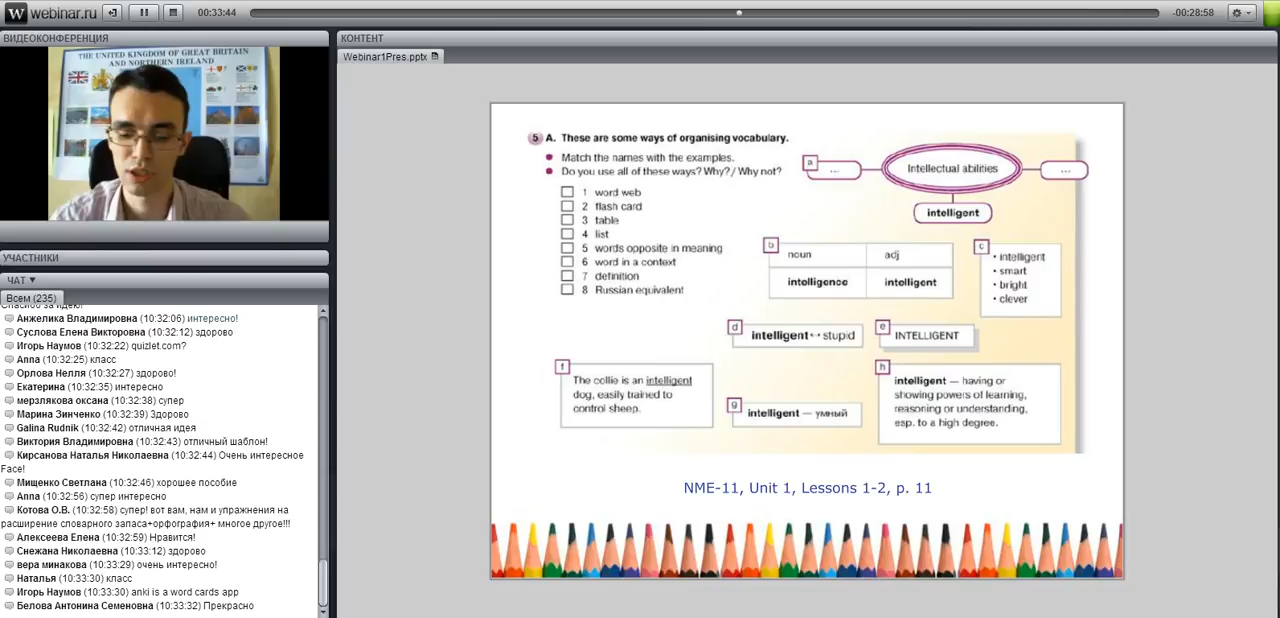 webinar.ru
00:33:44
-00:28:58
ВИДЕОКОНФЕРЕНЦИЯ
THE UNITED KINGDOM OF GREAT BRITAIN
AND NORTHERN IRELAND
УЧАСТНИКИ
ЧАТ
Всем (235)
Спасибо за идею!
Анжелика Владимировна (10:32:06) интересно!
Суслова Елена Викторовна (10:32:12) здорово
Игорь Наумов (10:32:22) quizlet.com?
Anna (10:32:25) класс
Орлова Нелля (10:32:27) здорово!
Екатерина (10:32:35) интересно
мерзлякова оксана (10:32:38) супер
Марина Зинченко (10:32:39) Здорово
Galina Rudnik (10:32:42) отличная идея
Виктория Владимировна (10:32:43) отличный шаблон!
Кирсанова Наталья Николаевна (10:32:44) Очень интересное
Face!
Мищенко Светлана (10:32:46) хорошее пособие
Anna (10:32:56) супер интересно
Котова О.В. (10:32:58) супер! вот вам, нам и упражнения на
расширение словарного запаса+орфография+ многое другое!!!
Алексеева Елена (10:32:59) Нравится!
Снежана Николаевна (10:33:12) здорово
вера минакова (10:33:29) очень интересно!
Наталья (10:33:30) класс
Игорь Наумов (10:33:30) anki is a word cards app
Белова Антонина Семеновна (10:33:32) Прекрасно
КОНТЕНТ
Webinar1Pres.pptx
5 A. These are some ways of organising vocabulary.
• Match the names with the examples.
• Do you use all of these ways? Why? / Why not?
1 word web
2 flash card
3 table
4 list
5 words opposite in meaning
6 word in a context
7 definition
8 Russian equivalent
a
... Intellectual abilities ...
intelligent
b
noun adj
intelligence intelligent
c
• intelligent
• smart
• bright
• clever
d
intelligent↔stupid
e
INTELLIGENT
f
The collie is an intelligent
dog, easily trained to
control sheep.
g
intelligent — умный
h
intelligent — having or
showing powers of learning,
reasoning or understanding,
esp. to a high degree.
NME-11, Unit 1, Lessons 1-2, p. 11